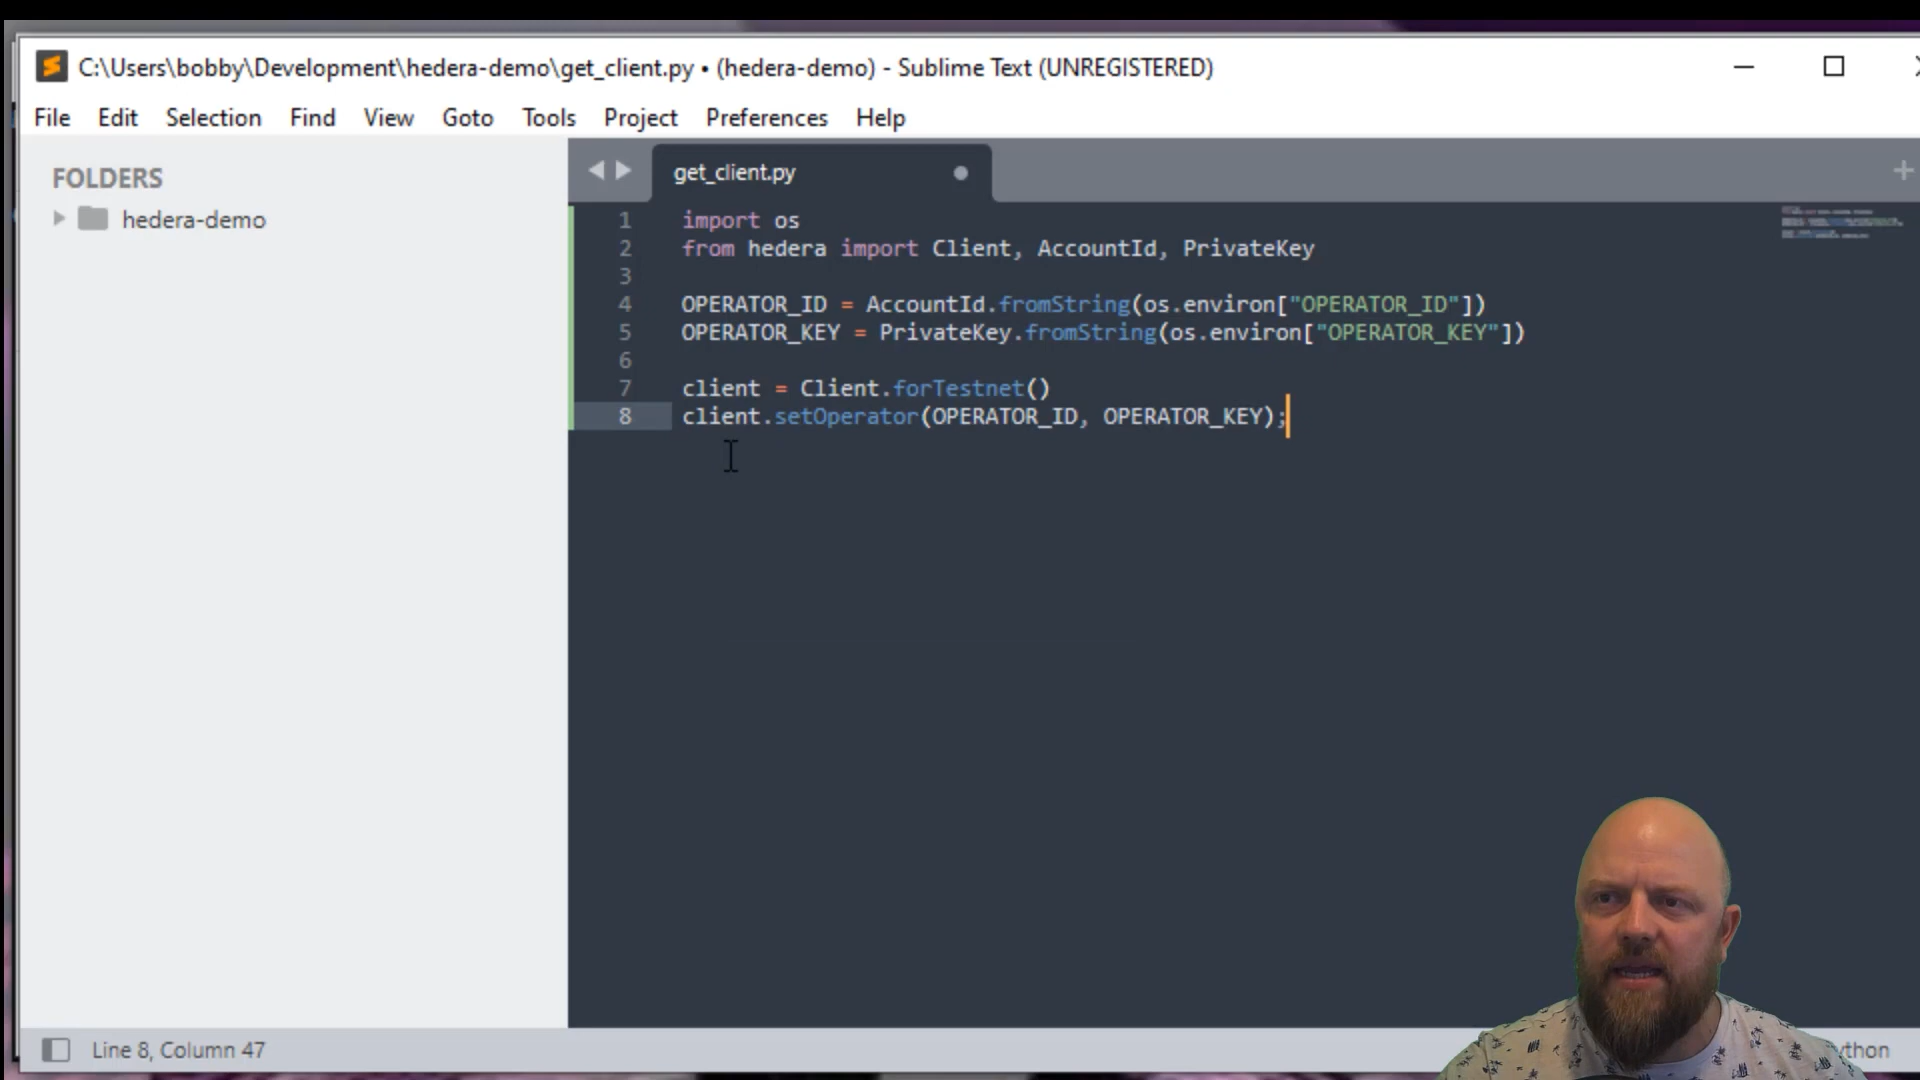 C:\Users\bobby\Development\hedera-demo\get_client.py • (hedera-demo) - Sublime Text (UNREGISTERED)
File Edit Selection Find View Goto Tools Project Preferences Help
FOLDERS
hedera-demo
get_client.py
1 import os
2 from hedera import Client, AccountId, PrivateKey
3
4 OPERATOR_ID = AccountId.fromString(os.environ["OPERATOR_ID"])
5 OPERATOR_KEY = PrivateKey.fromString(os.environ["OPERATOR_KEY"])
6
7 client = Client.forTestnet()
8 client.setOperator(OPERATOR_ID, OPERATOR_KEY);
Line 8, Column 47
ython